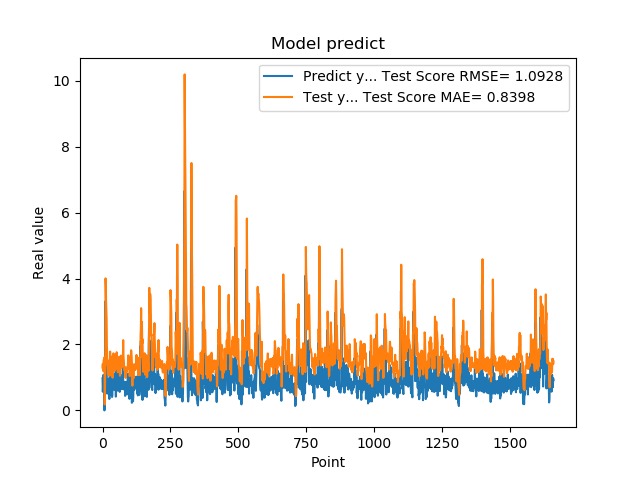 Model predict
Predict y... Test Score RMSE= 1.0928
Test y... Test Score MAE= 0.8398
Real value
10
8
6
4
2
0
0 250 500 750 1000 1250 1500
Point